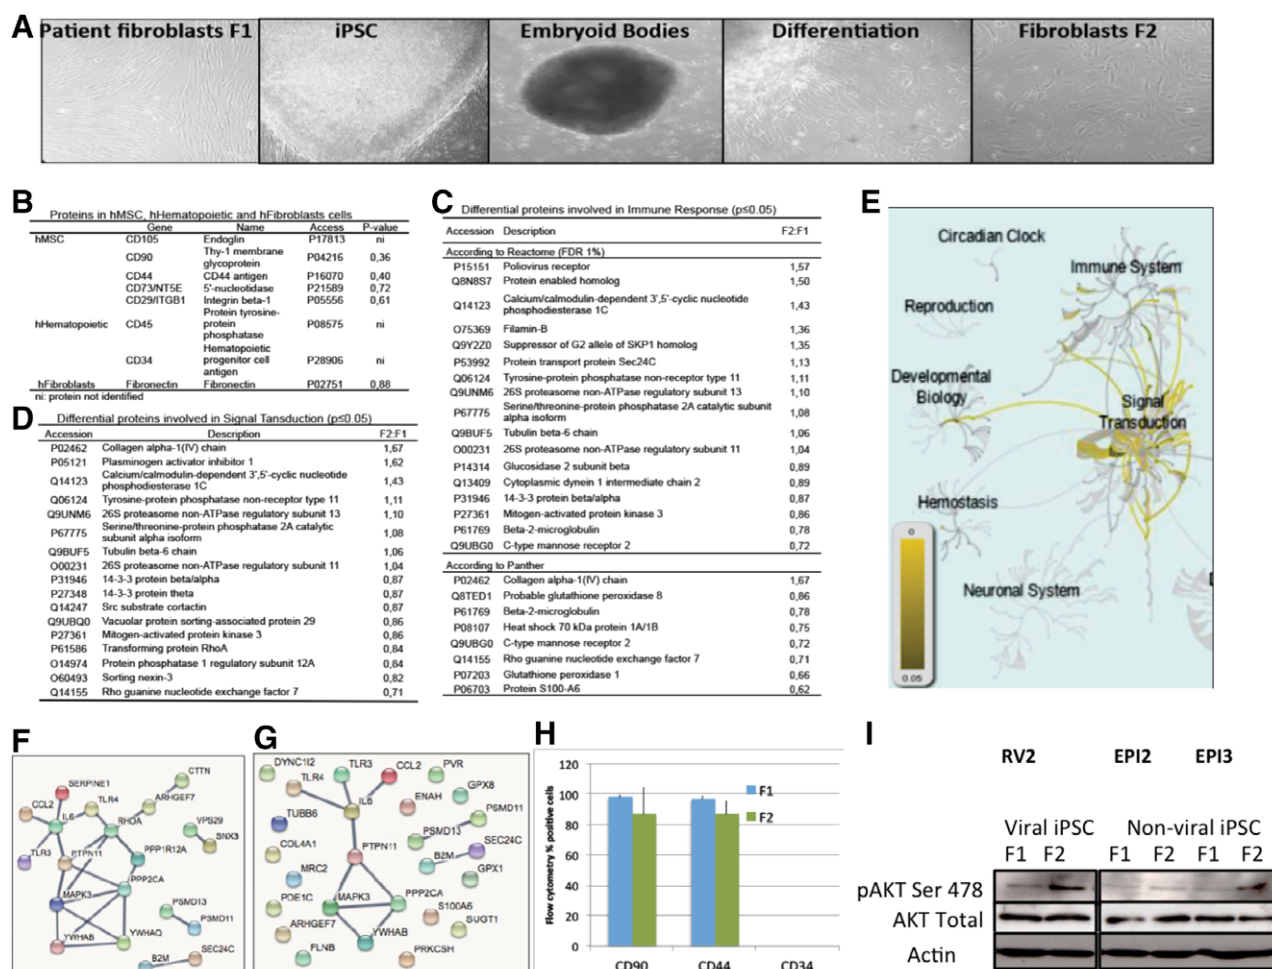 A
Patient fibroblasts F1
iPSC
Embryoid Bodies
Differentiation
Fibroblasts F2
B
Proteins in hMSC, hHematopoietic and hFibroblasts cells
Gene Name Access P-value
hMSC CD105 Endoglin P17813 ni
CD90 Thy-1 membrane glycoprotein P04216 0,36
CD44 CD44 antigen P16070 0,40
CD73/NT5E 5'-nucleotidase P21589 0,72
CD29/ITGB1 Integrin beta-1 P05556 0,61
hHematopoietic CD45 Protein tyrosine-protein phosphatase P08575 ni
CD34 Hematopoietic progenitor cell antigen P28906 ni
hFibroblasts Fibronectin Fibronectin P02751 0,88
ni: protein not identified
C
Differential proteins involved in Immune Response (p≤0.05)
Accession Description F2:F1
According to Reactome (FDR 1%)
P15151 Poliovirus receptor 1,57
Q8N8S7 Protein enabled homolog 1,50
Q14123 Calcium/calmodulin-dependent 3',5'-cyclic nucleotide phosphodiesterase 1C 1,43
O75369 Filamin-B 1,36
Q9Y2Z0 Suppressor of G2 allele of SKP1 homolog 1,35
P53992 Protein transport protein Sec24C 1,13
Q06124 Tyrosine-protein phosphatase non-receptor type 11 1,11
Q9UNM6 26S proteasome non-ATPase regulatory subunit 13 1,10
P67775 Serine/threonine-protein phosphatase 2A catalytic subunit alpha isoform 1,08
Q9BUF5 Tubulin beta-6 chain 1,06
O00231 26S proteasome non-ATPase regulatory subunit 11 1,04
P14314 Glucosidase 2 subunit beta 0,89
Q13409 Cytoplasmic dynein 1 intermediate chain 2 0,89
P31946 14-3-3 protein beta/alpha 0,87
P27361 Mitogen-activated protein kinase 3 0,86
P61769 Beta-2-microglobulin 0,78
Q9UBG0 C-type mannose receptor 2 0,72
According to Panther
P02462 Collagen alpha-1(IV) chain 1,67
Q8TED1 Probable glutathione peroxidase 8 0,86
P61769 Beta-2-microglobulin 0,78
P08107 Heat shock 70 kDa protein 1A/1B 0,75
Q9UBG0 C-type mannose receptor 2 0,72
Q14155 Rho guanine nucleotide exchange factor 7 0,71
P07203 Glutathione peroxidase 1 0,66
P06703 Protein S100-A6 0,62
D
Differential proteins involved in Signal Tansduction (p≤0.05)
Accession Description F2:F1
P02462 Collagen alpha-1(IV) chain 1,67
P05121 Plasminogen activator inhibitor 1 1,62
Q14123 Calcium/calmodulin-dependent 3',5'-cyclic nucleotide phosphodiesterase 1C 1,43
Q06124 Tyrosine-protein phosphatase non-receptor type 11 1,11
Q9UNM6 26S proteasome non-ATPase regulatory subunit 13 1,10
P67775 Serine/threonine-protein phosphatase 2A catalytic subunit alpha isoform 1,08
Q9BUF5 Tubulin beta-6 chain 1,06
O00231 26S proteasome non-ATPase regulatory subunit 11 1,04
P31946 14-3-3 protein beta/alpha 0,87
P27348 14-3-3 protein theta 0,87
Q14247 Src substrate cortactin 0,87
Q9UBQ0 Vacuolar protein sorting-associated protein 29 0,86
P27361 Mitogen-activated protein kinase 3 0,86
P61586 Transforming protein RhoA 0,84
O14974 Protein phosphatase 1 regulatory subunit 12A 0,84
O60493 Sorting nexin-3 0,82
Q14155 Rho guanine nucleotide exchange factor 7 0,71
E
Circadian Clock
Immune System
Reproduction
Developmental
Biology
Signal
Transduction
Hemostasis
Neuronal System
0
0.05
F
CTTN
SERPINE1
ARHGEF7
CCL2
TLR4
IL6
RHOA
VPS29
SNX3
TLR3
PTPN11
PPP1R12A
PPP2CA
MAPK3
PSMD13
PSMD11
YWHAB
YWHAQ
SEC24C
B2M
G
DYNC1I2
TLR4
TLR3
CCL2
PVR
GPX8
IL6
ENAH
PSMD11
TUBB6
PSMD13
SEC24C
COL4A1
PTPN11
B2M
MRC2
GPX1
PDE1C
MAPK3
PPP2CA
S100A6
ARHGEF7
SUGT1
YWHAB
FLNB
PRKCSH
H
Flow cytometry % positive cells
120
100
80
60
40
20
0
F1
F2
CD90 CD44 CD34
I
RV2 EPI2 EPI3
Viral iPSC Non-viral iPSC
F1 F2 F1 F2 F1 F2
pAKT Ser 478
AKT Total
Actin